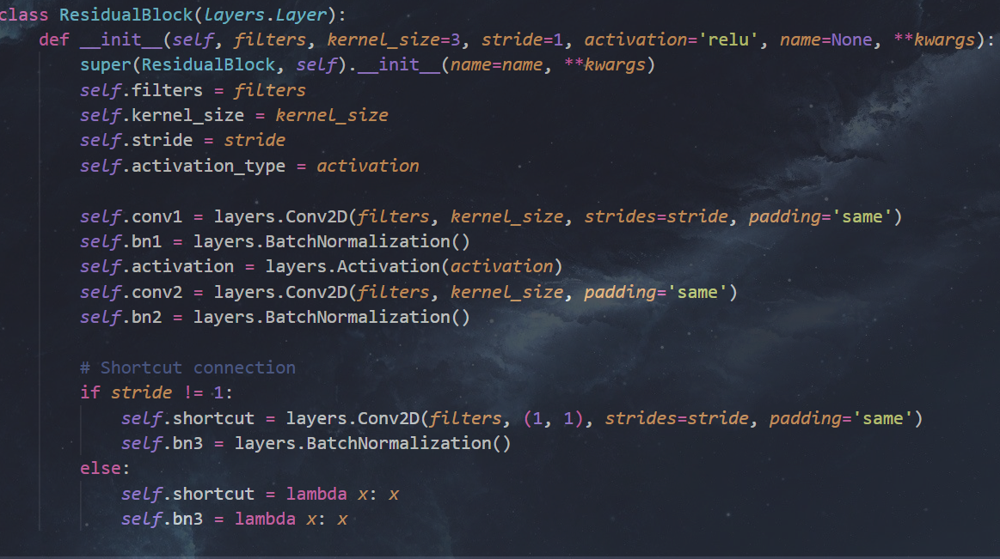 class ResidualBlock(layers.Layer):
def __init__(self, filters, kernel_size=3, stride=1, activation='relu', name=None, **kwargs):
super(ResidualBlock, self).__init__(name=name, **kwargs)
self.filters = filters
self.kernel_size = kernel_size
self.stride = stride
self.activation_type = activation
self.conv1 = layers.Conv2D(filters, kernel_size, strides=stride, padding='same')
self.bn1 = layers.BatchNormalization()
self.activation = layers.Activation(activation)
self.conv2 = layers.Conv2D(filters, kernel_size, padding='same')
self.bn2 = layers.BatchNormalization()
# Shortcut connection
if stride != 1:
self.shortcut = layers.Conv2D(filters, (1, 1), strides=stride, padding='same')
self.bn3 = layers.BatchNormalization()
else:
self.shortcut = lambda x: x
self.bn3 = lambda x: x